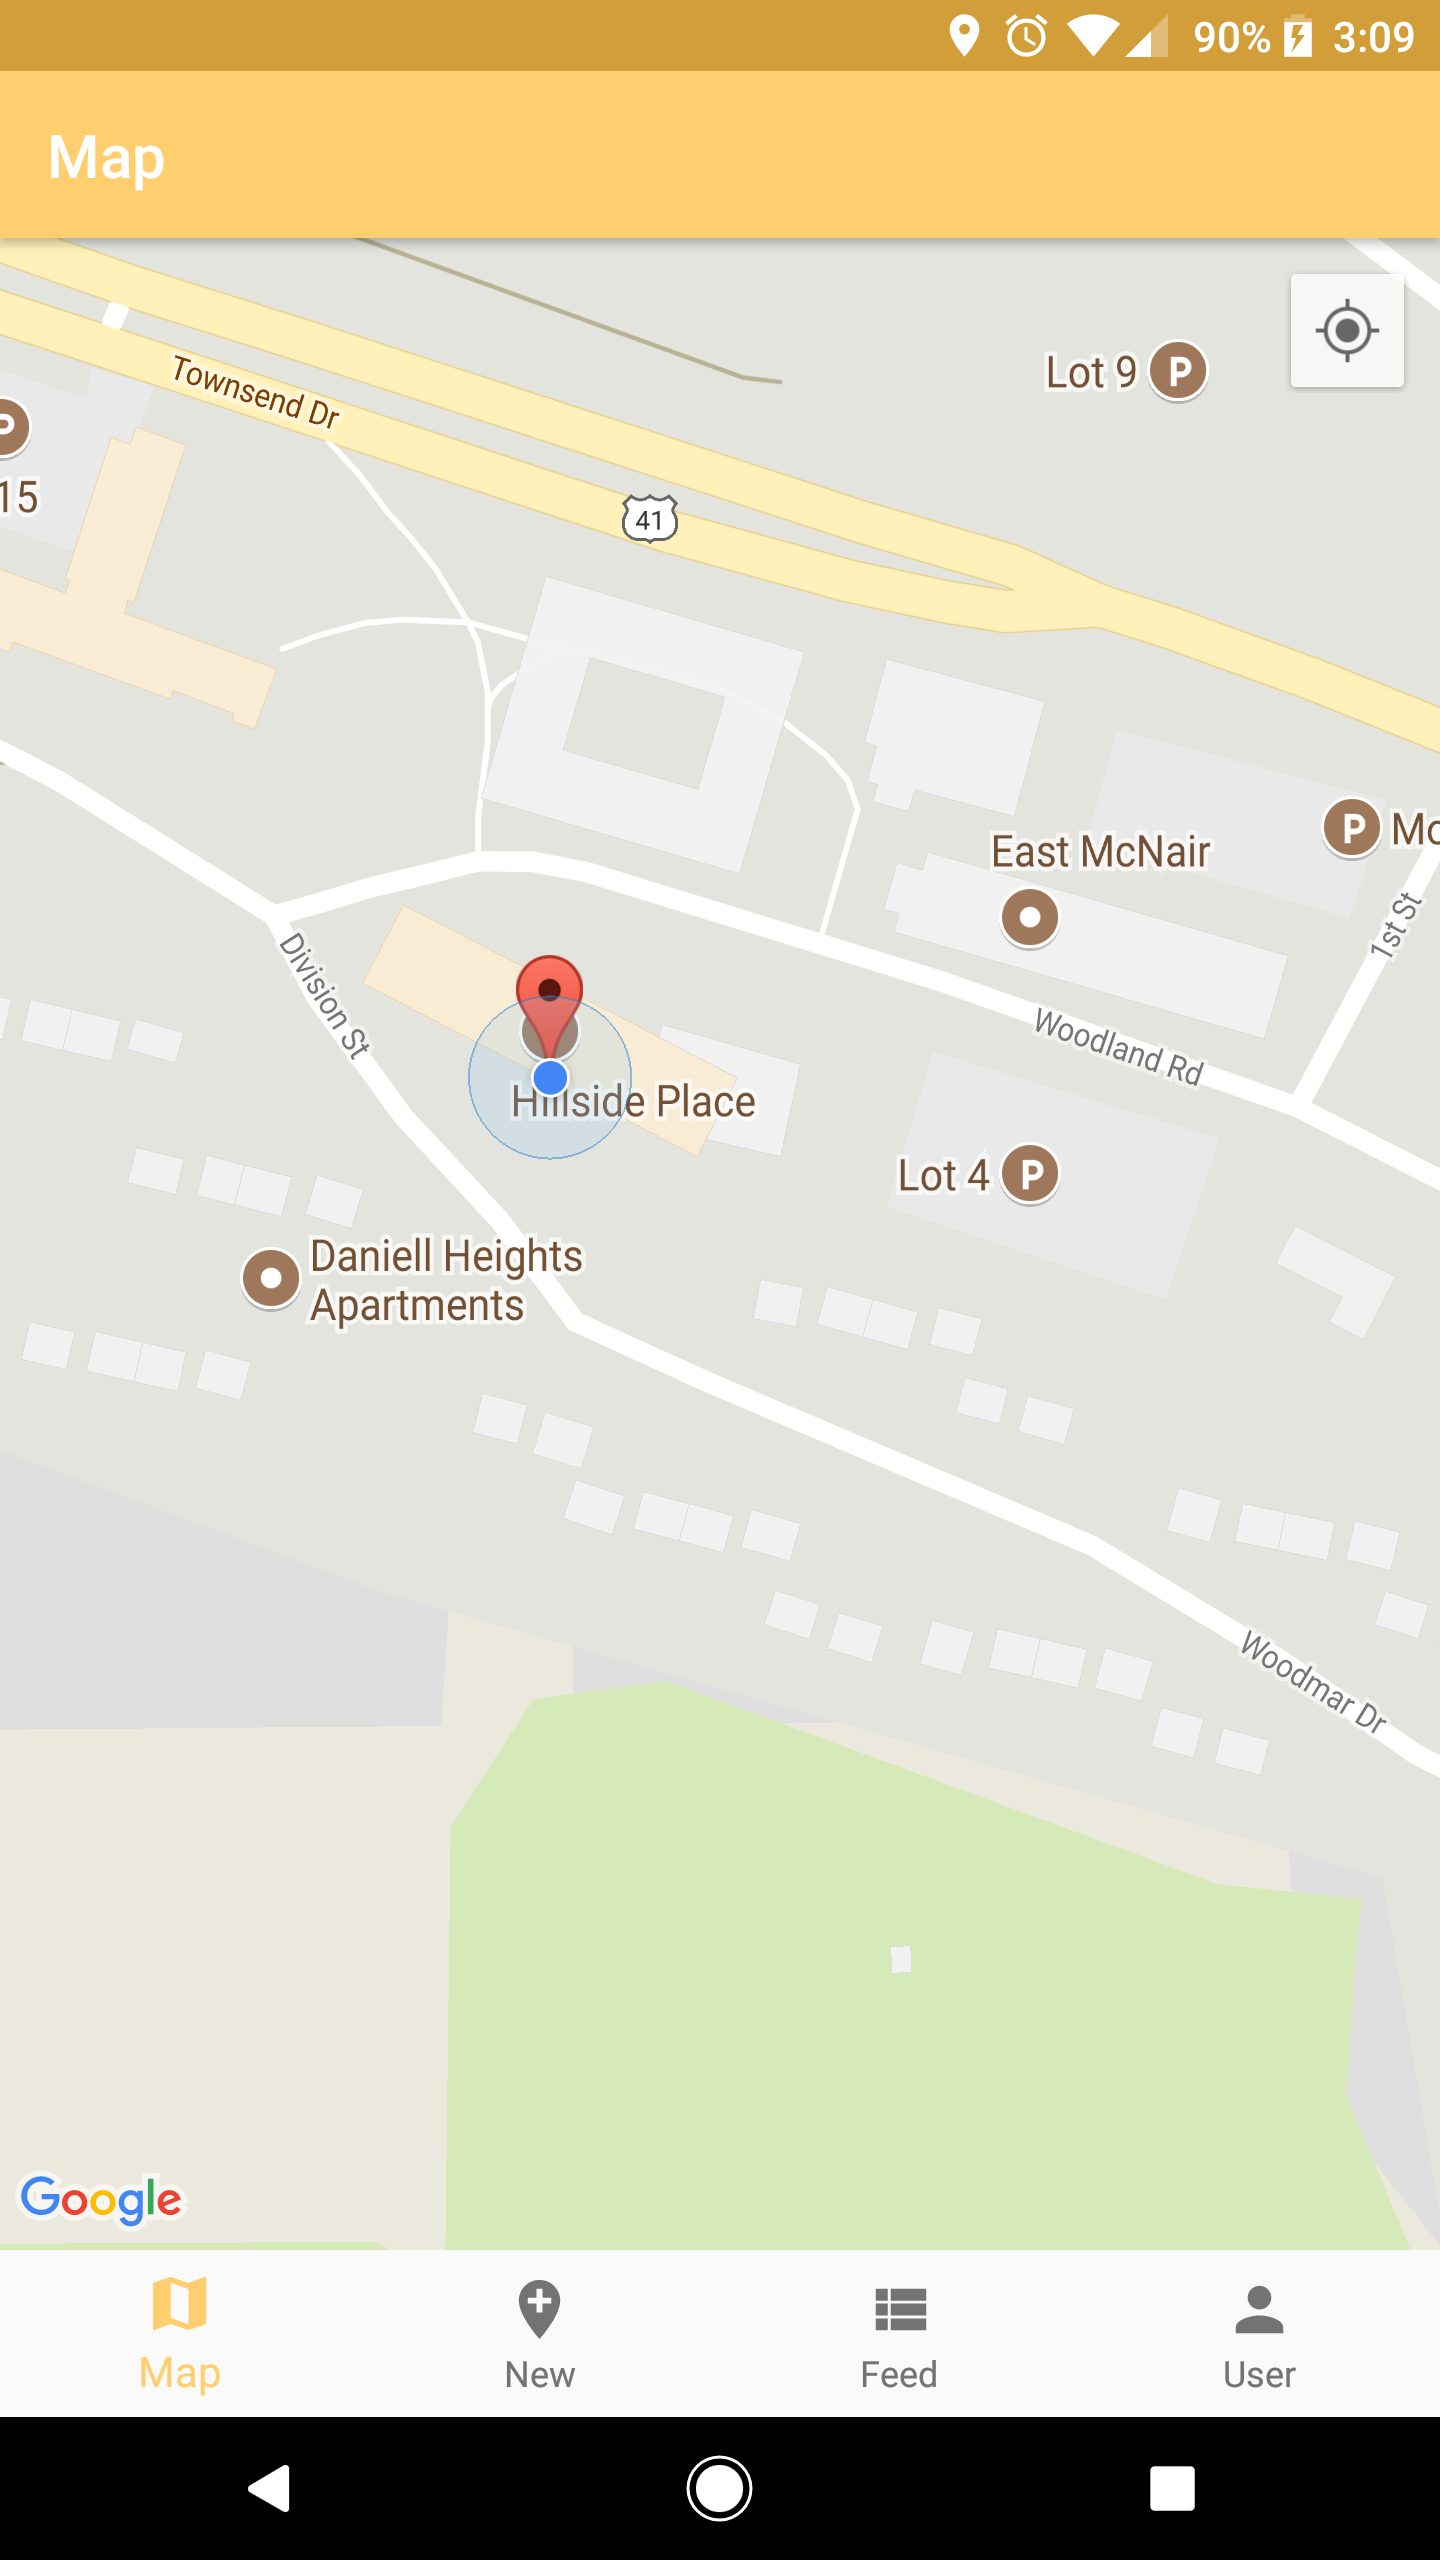 90% 3:09
Map
Townsend Dr
Lot 9
P
P
15
41
East McNair
P
Mc
1st St
Division St
Woodland Rd
Hillside Place
Lot 4
P
Daniell Heights
Apartments
Woodmar Dr
Google
Map
New
Feed
User